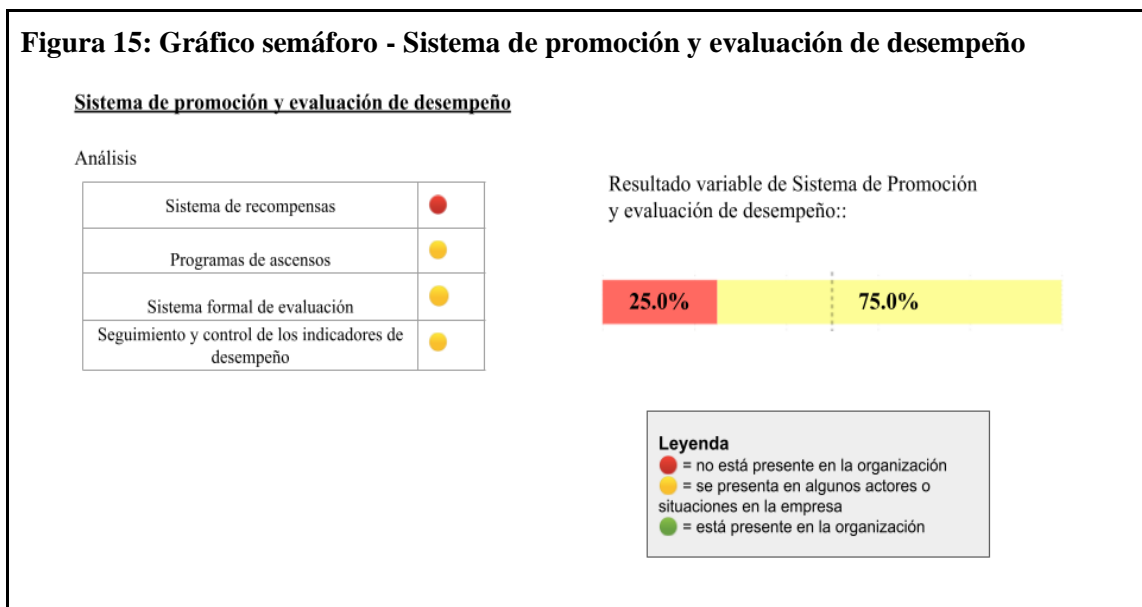 Figura 15: Gráfico semáforo - Sistema de promoción y evaluación de desempeño
Sistema de promoción y evaluación de desempeño
Análisis
Sistema de recompensas
Programas de ascensos
Sistema formal de evaluación
Seguimiento y control de los indicadores de
desempeño
Resultado variable de Sistema de Promoción
y evaluación de desempeño::
25.0%
75.0%
Leyenda
= no está presente en la organización
= se presenta en algunos actores o
situaciones en la empresa
= está presente en la organización